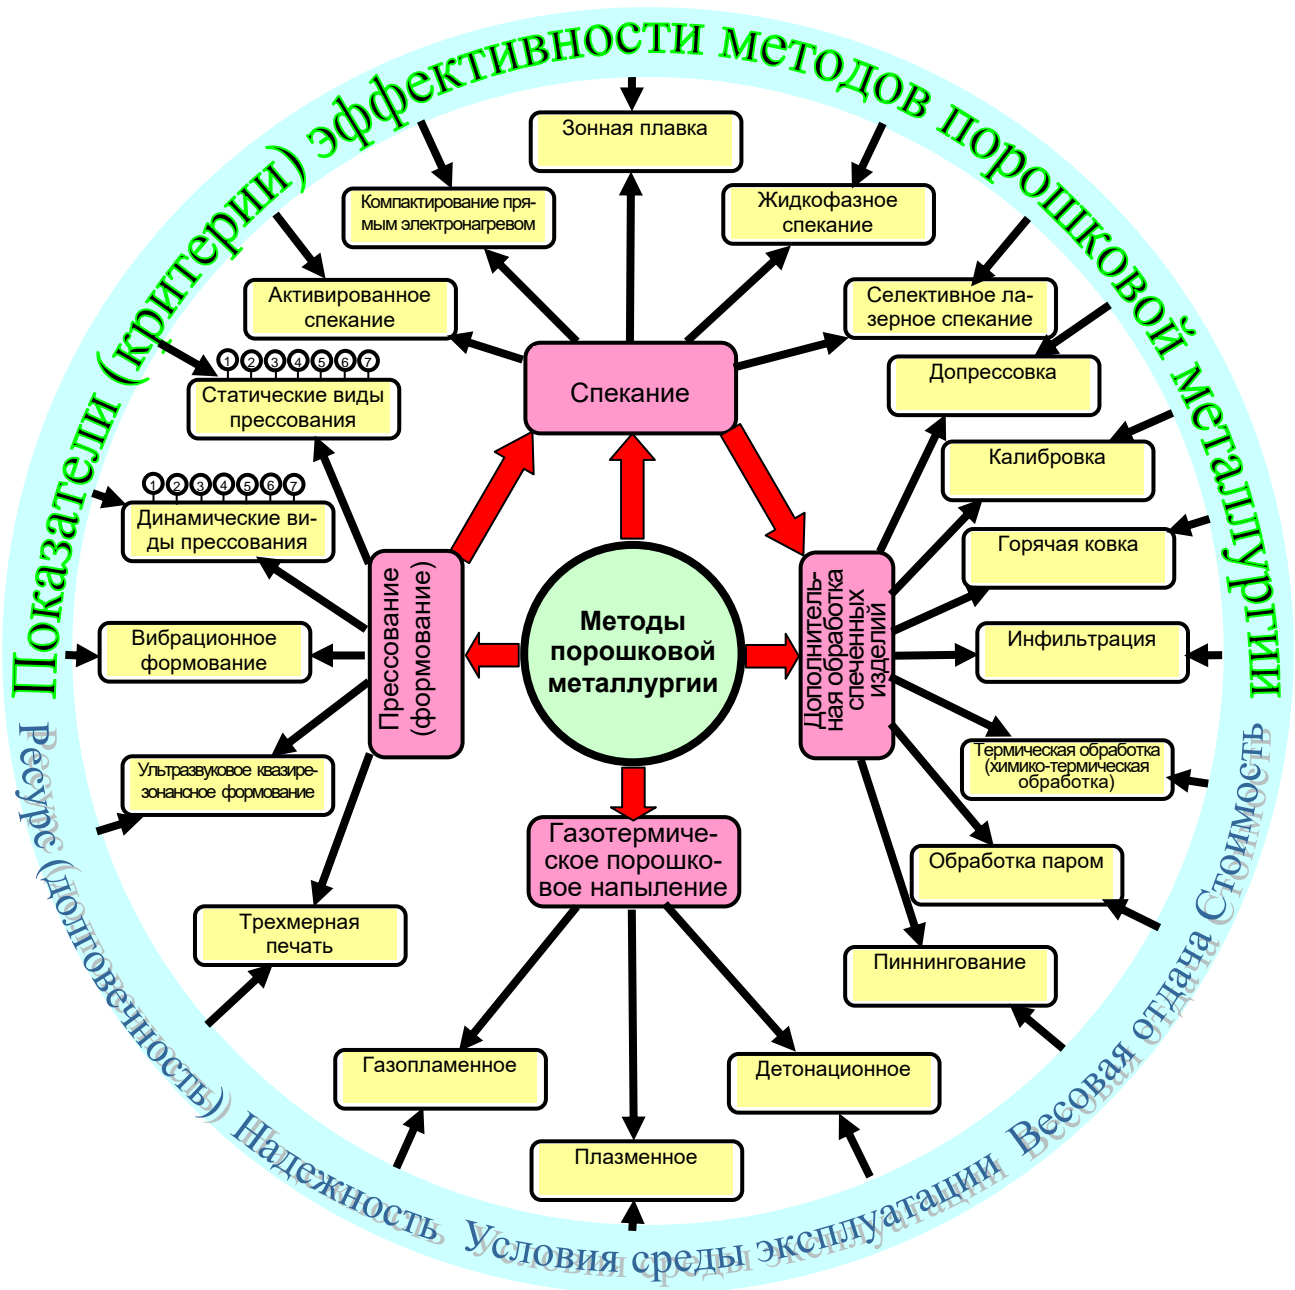 Показатели (критерии) эффективности методов порошковой металлургии
Зонная плавка
Компактирование пря-
мым электронагревом
Жидкофазное
спекание
Активированное
спекание
Селективное ла-
зерное спекание
1 2 3 4 5 6 7
Статические виды
прессования
Спекание
Допрессовка
Калибровка
1 2 3 4 5 6 7
Динамические ви-
ды прессования
Горячая ковка
Прессование
(формование)
Методы
порошковой
металлургии
Дополнитель-
ная обработка
спеченных
изделий
Вибрационное
формование
Инфильтрация
Ультразвуковое квазире-
зонансное формование
Термическая обработка
(химико-термическая
обработка)
Газотермиче-
ское порошко-
вое напыление
Обработка паром
Трехмерная
печать
Пиннингование
Газопламенное
Детонационное
Плазменное
Ресурс (долговечность) Надежность Условия среды эксплуатации Весовая отдача Стоимость